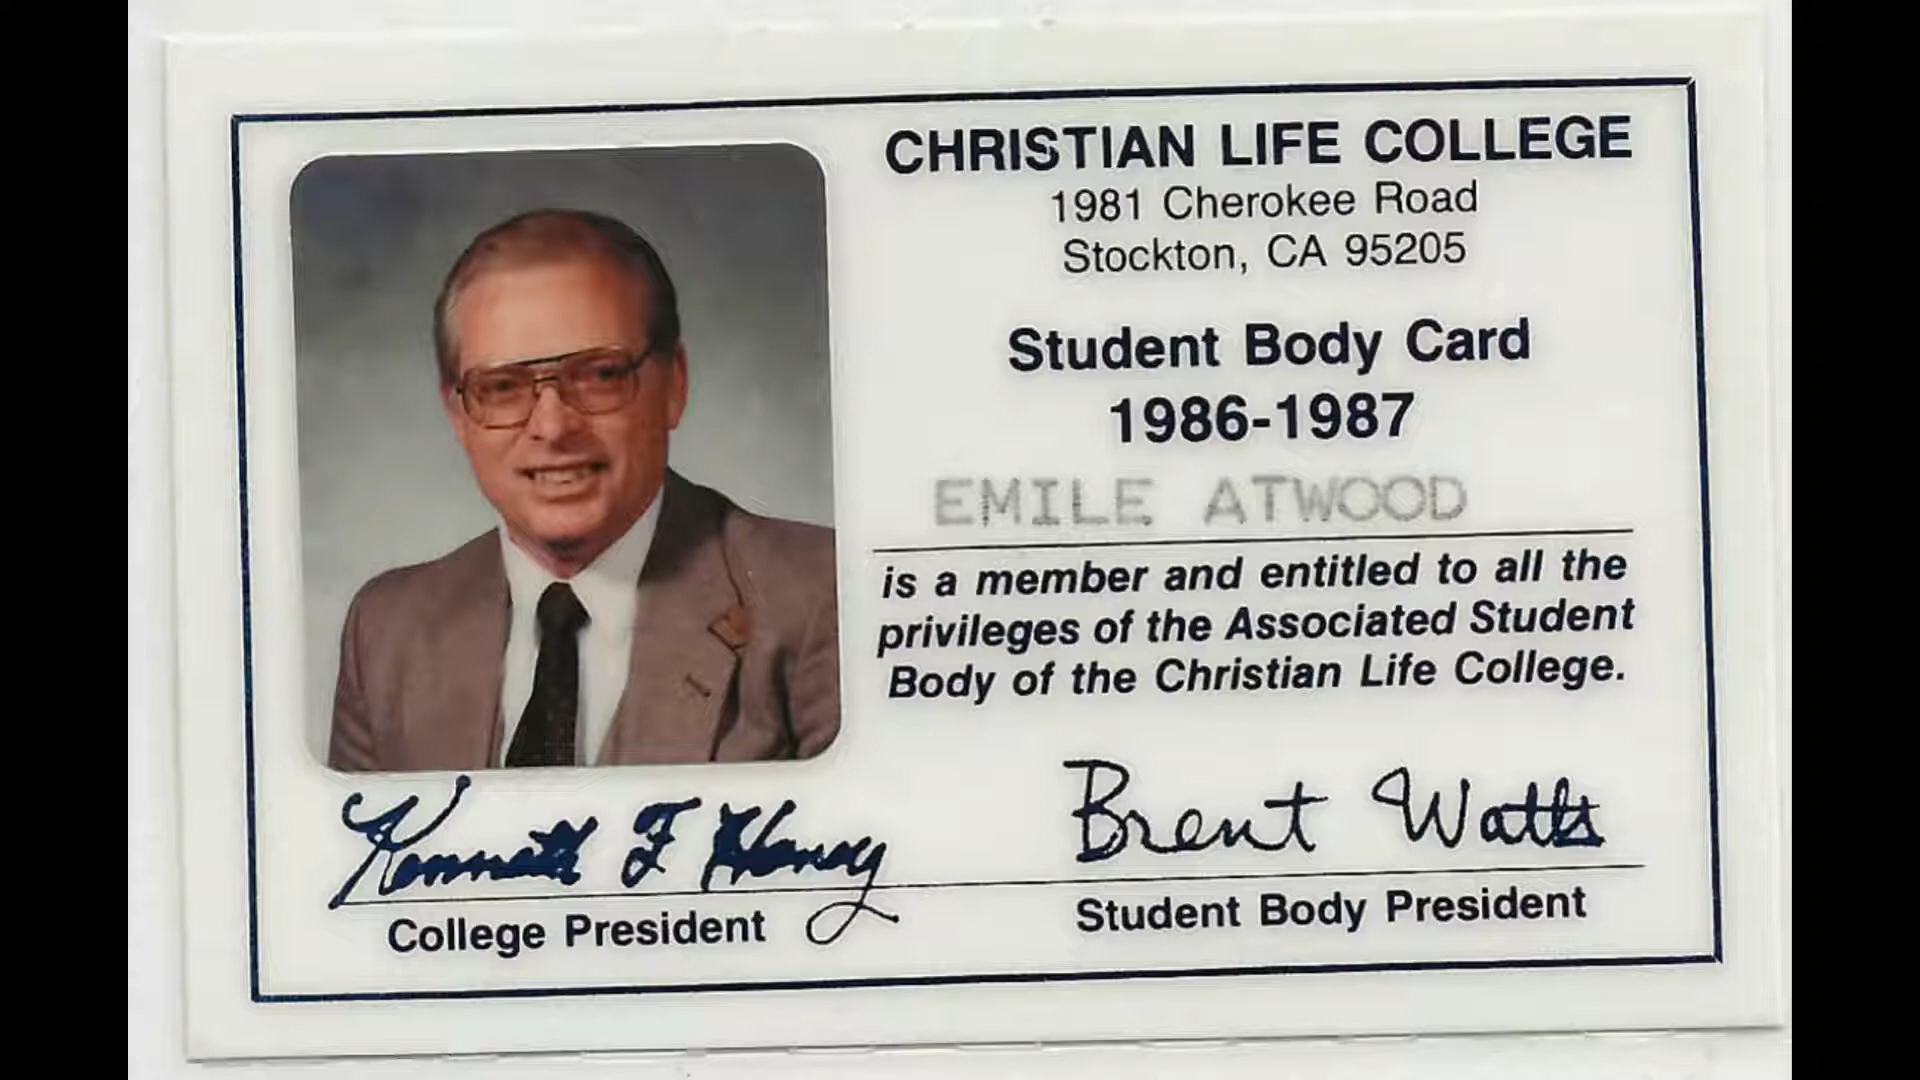 CHRISTIAN LIFE COLLEGE
1981 Cherokee Road
Stockton, CA 95205
Student Body Card
1986-1987
EMILE ATWOOD
is a member and entitled to all the
privileges of the Associated Student
Body of the Christian Life College.
Kenneth F Haney
College President
Brent Watts
Student Body President